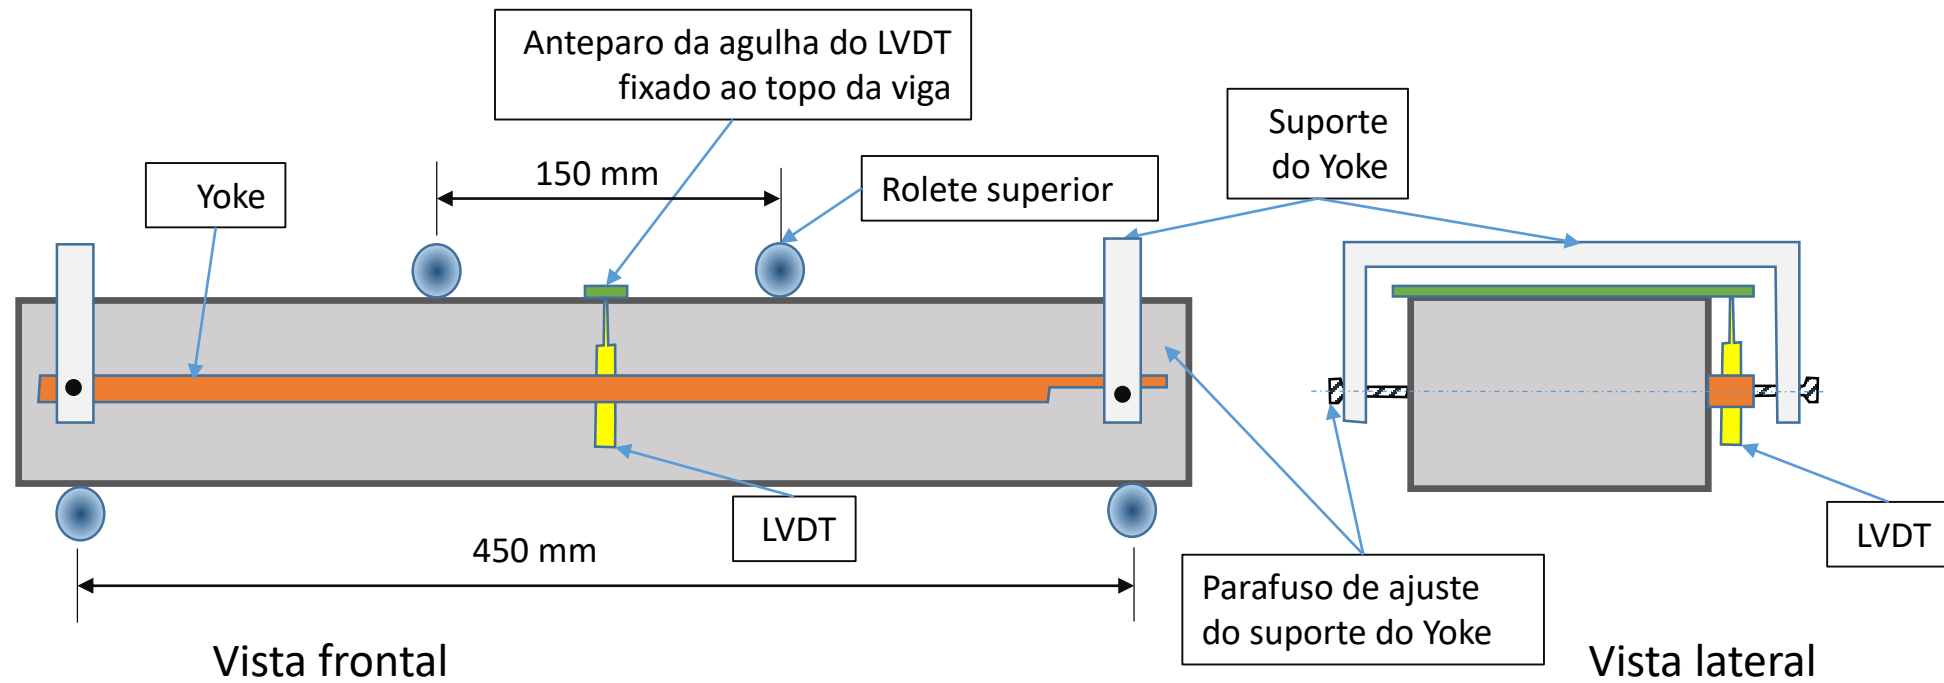 Anteparo da agulha do LVDT
fixado ao topo da viga
Suporte
do Yoke
150 mm
Rolete superior
Yoke
LVDT
450 mm
LVDT
Parafuso de ajuste
do suporte do Yoke
Vista frontal
Vista lateral